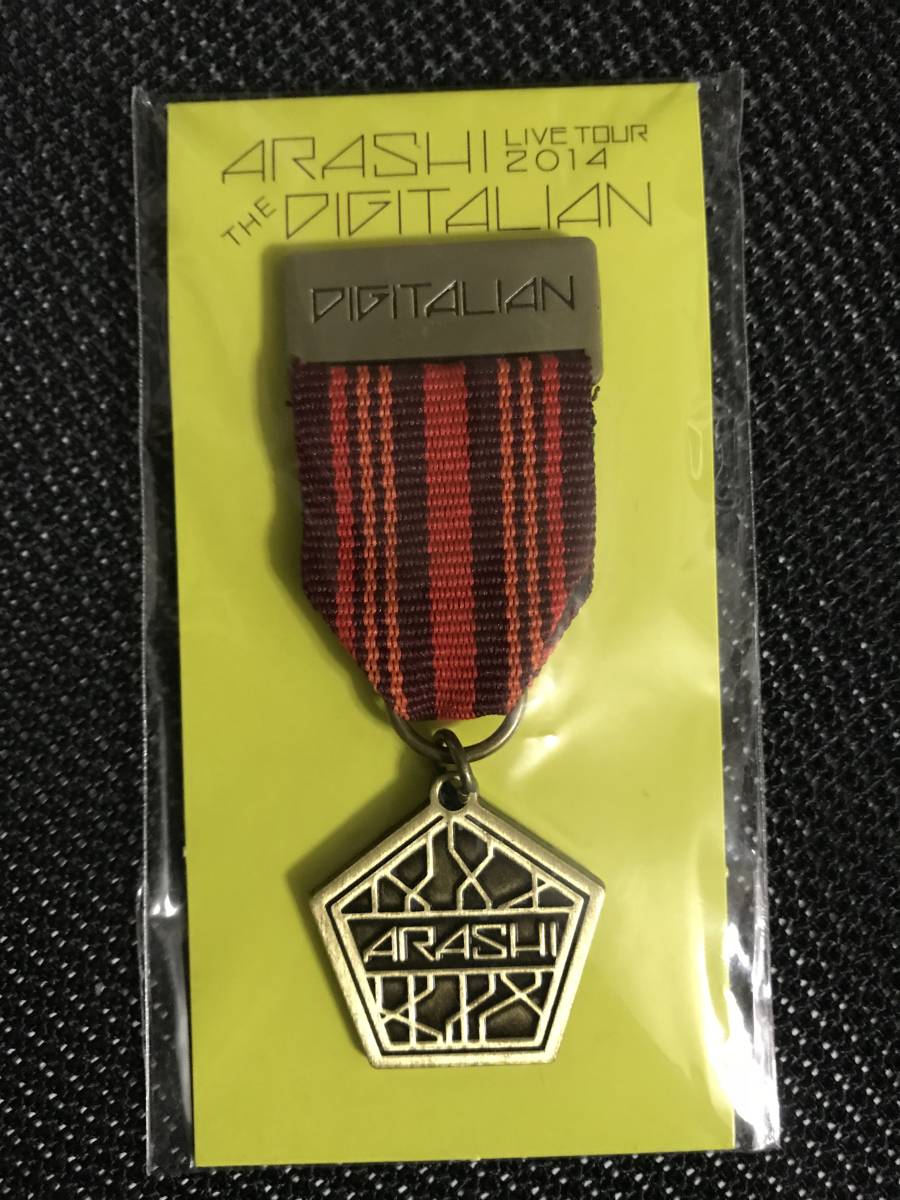 ARASHI LIVE TOUR 2014
THE DIGITALIAN
DIGITALIAN
ARASHI